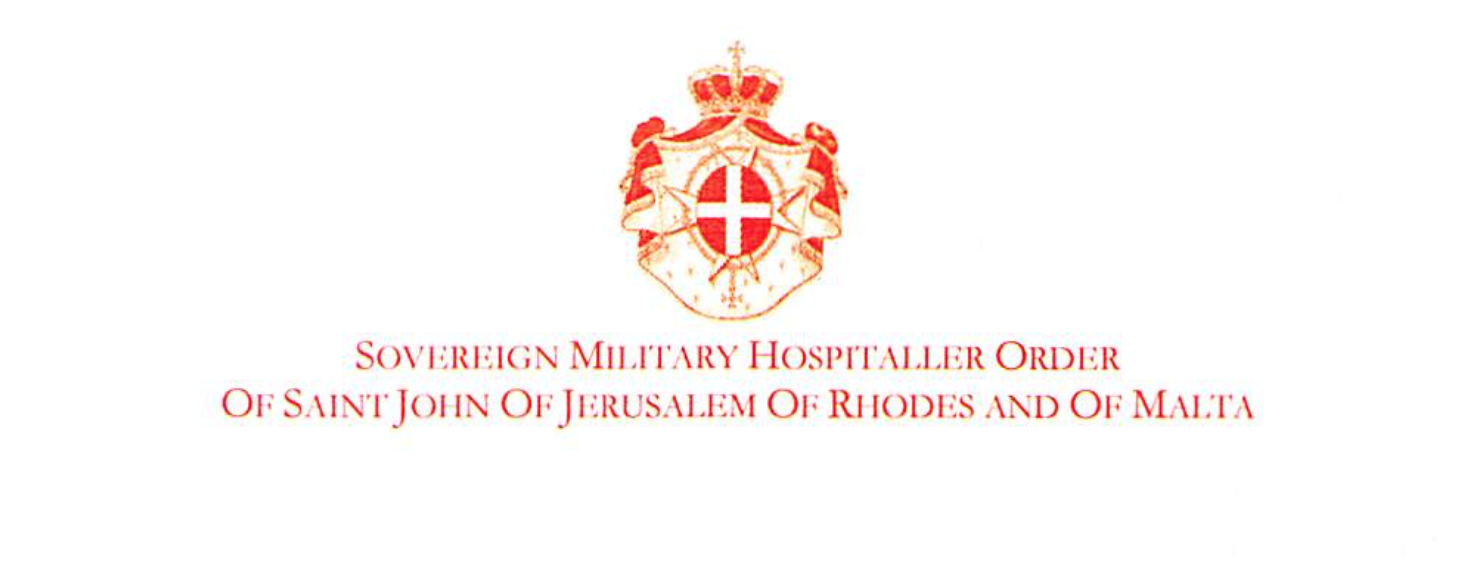 SOVEREIGN MILITARY HOSPITALLER ORDER
OF SAINT JOHN OF JERUSALEM OF RHODES AND OF MALTA